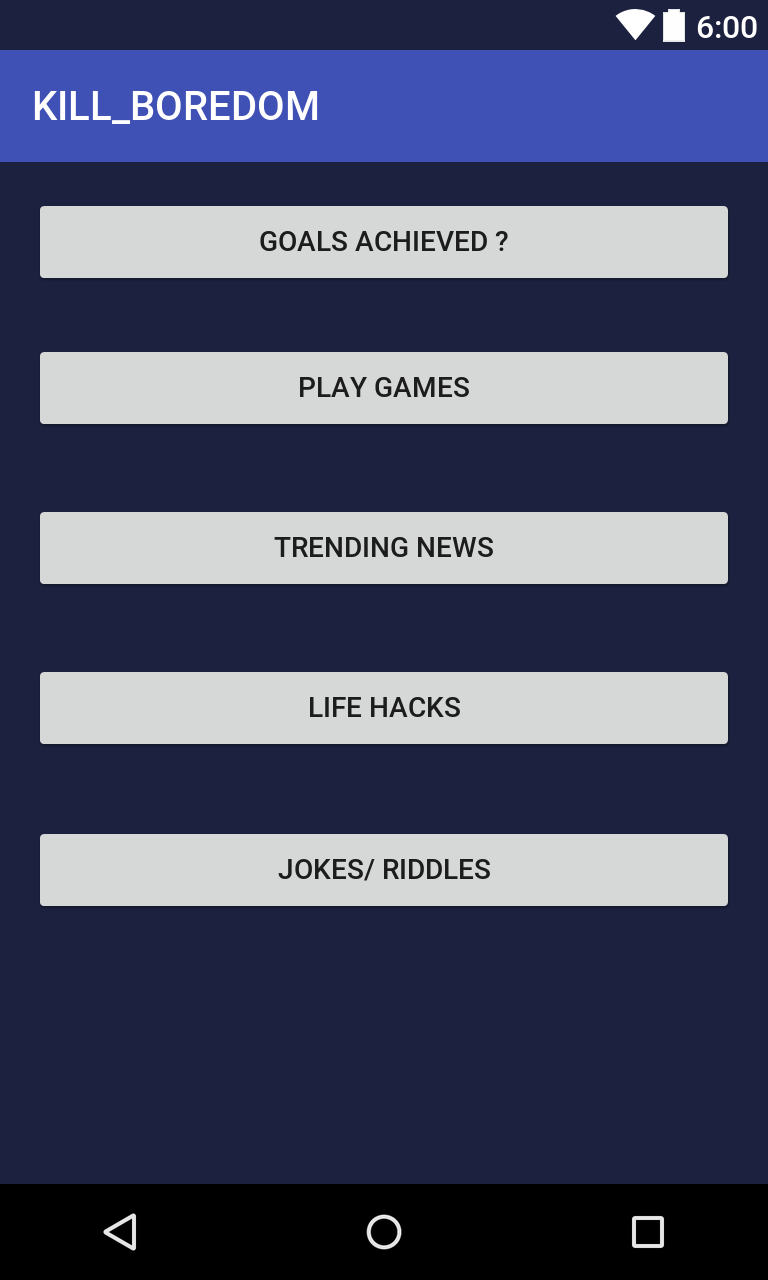 6:00
KILL_BOREDOM
GOALS ACHIEVED ?
PLAY GAMES
TRENDING NEWS
LIFE HACKS
JOKES/ RIDDLES